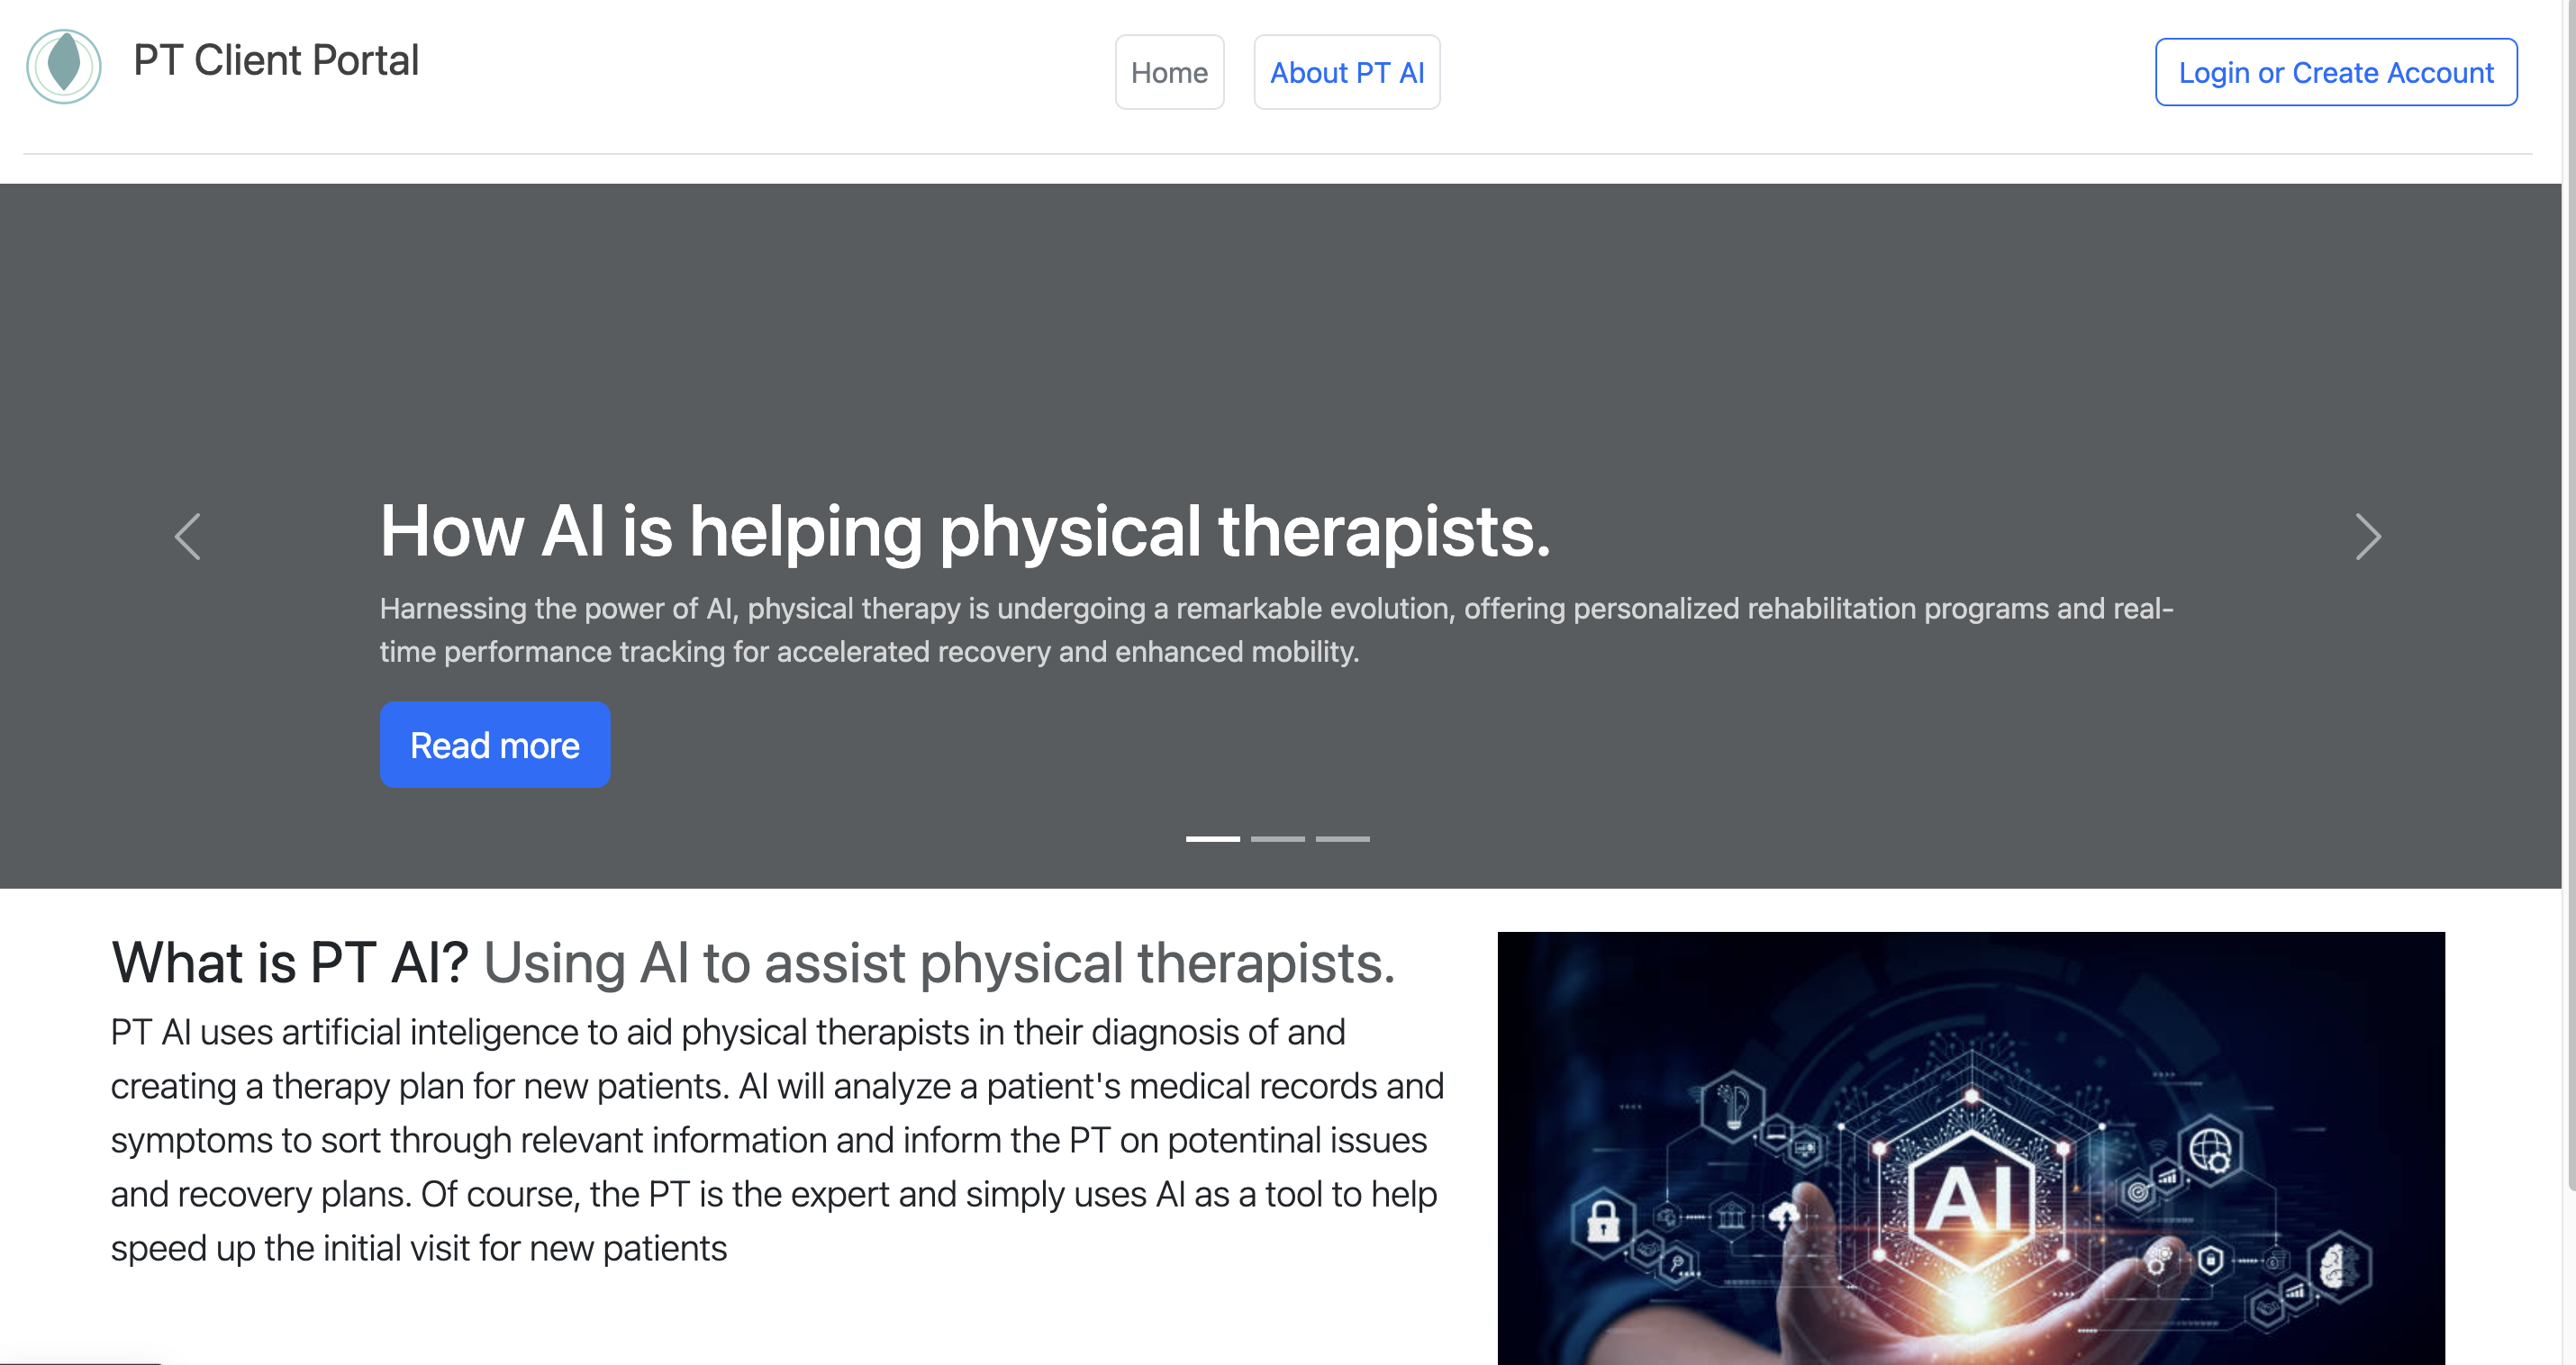 PT Client Portal
Home
About PT AI
Login or Create Account
How AI is helping physical therapists.
Harnessing the power of AI, physical therapy is undergoing a remarkable evolution, offering personalized rehabilitation programs and real-
time performance tracking for accelerated recovery and enhanced mobility.
Read more
What is PT AI? Using AI to assist physical therapists.
PT AI uses artificial inteligence to aid physical therapists in their diagnosis of and
creating a therapy plan for new patients. AI will analyze a patient's medical records and
symptoms to sort through relevant information and inform the PT on potentinal issues
and recovery plans. Of course, the PT is the expert and simply uses AI as a tool to help
speed up the initial visit for new patients
AI